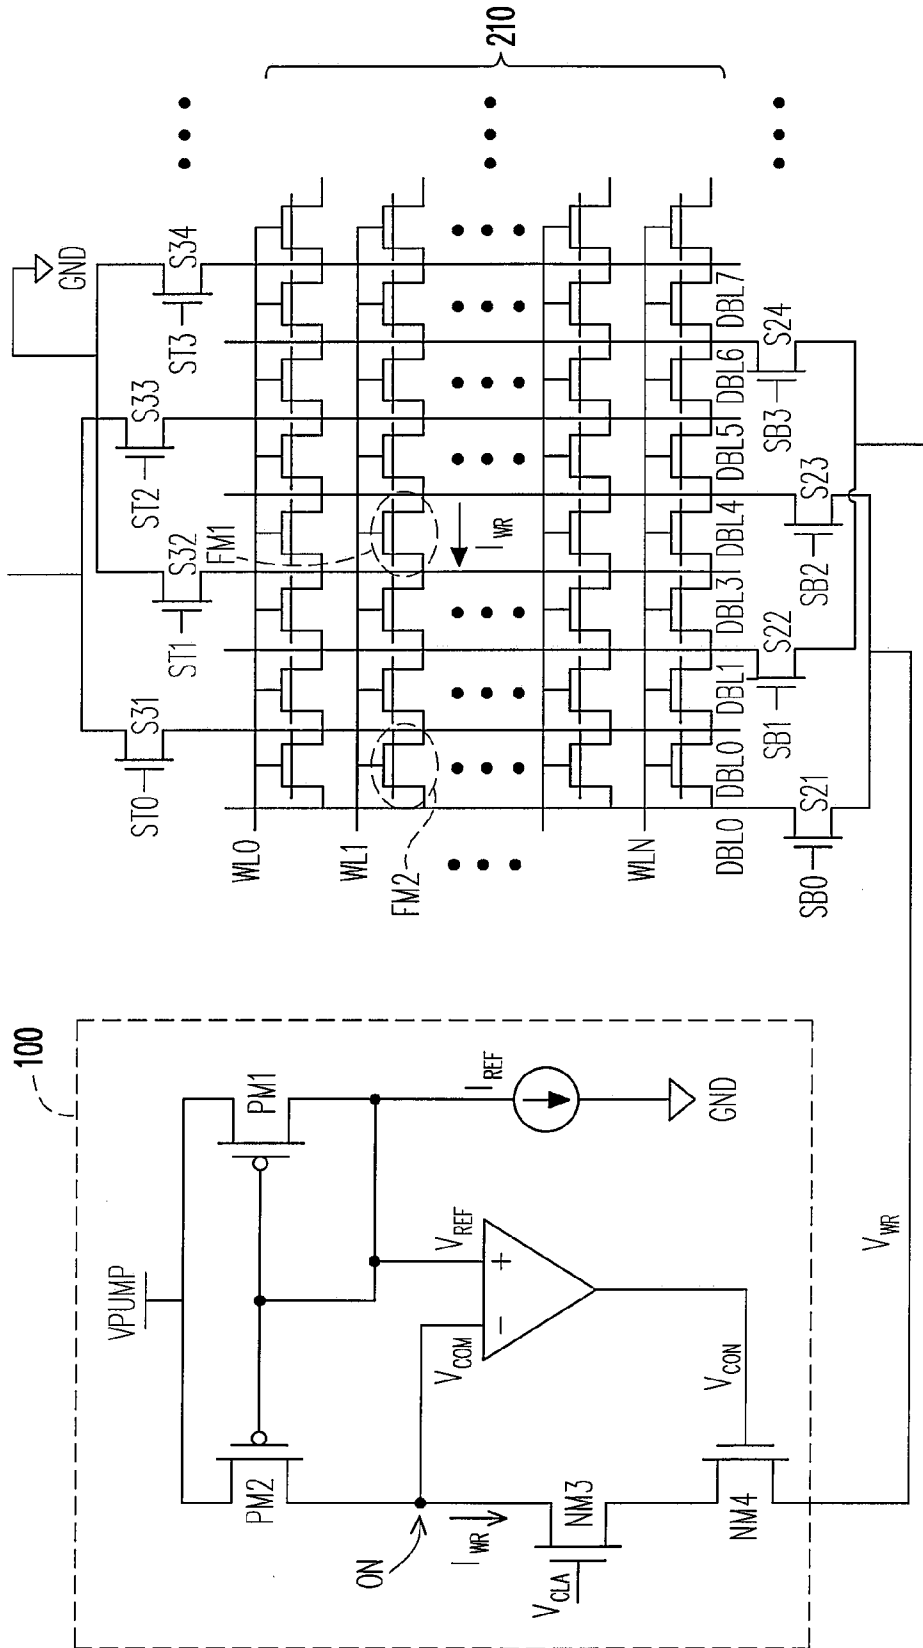 100
VPUMP
PM2
PM1
ON
V_COM
V_REF
I_REF
I_WR
V_CLA
NM3
NM4
V_CON
GND
V_WR
GND
ST0
S31
ST1
S32
ST2
S33
ST3
S34
210
WL0
FM1
WL1
FM2
I_WR
WLN
DBL0
DBL0
DBL1
DBL3
DBL4
DBL5
DBL6
DBL7
SB0
S21
SB1
S22
SB2
S23
SB3
S24